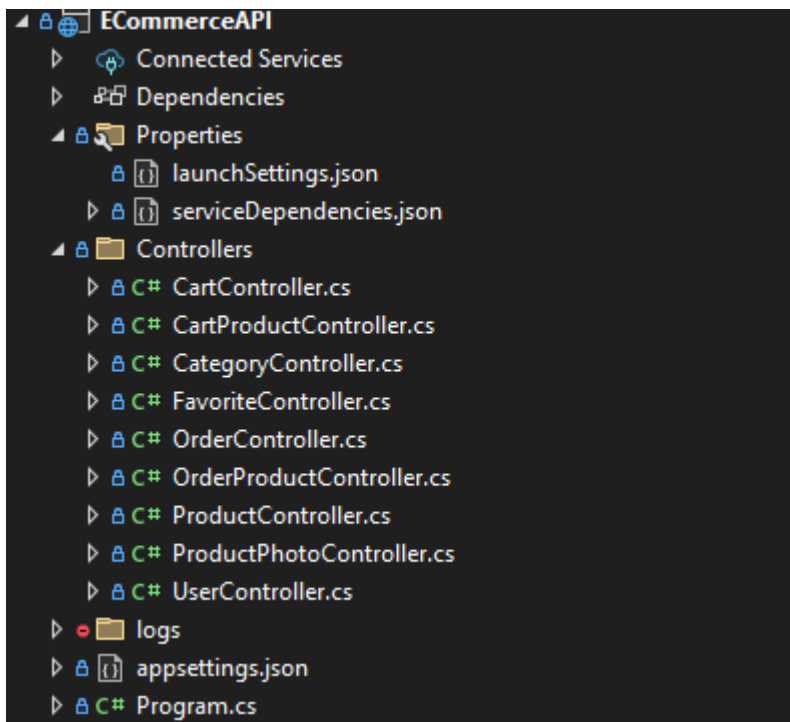 ECommerceAPI
Connected Services
Dependencies
Properties
launchSettings.json
serviceDependencies.json
Controllers
C# CartController.cs
C# CartProductController.cs
C# CategoryController.cs
C# FavoriteController.cs
C# OrderController.cs
C# OrderProductController.cs
C# ProductController.cs
C# ProductPhotoController.cs
C# UserController.cs
logs
appsettings.json
C# Program.cs